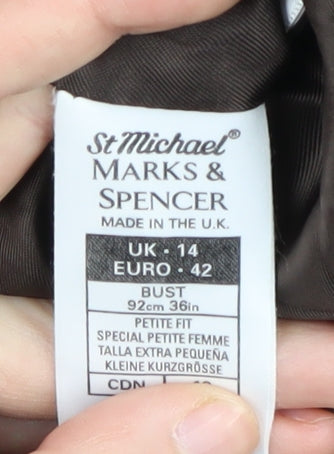 St Michael®
MARKS &
SPENCER
MADE IN THE U.K.
UK · 14
EURO · 42
BUST
92cm 36in
PETITE FIT
SPECIAL PETITE FEMME
TALLA EXTRA PEQUEÑA
KLEINE KURZGRÖSSE
CDN